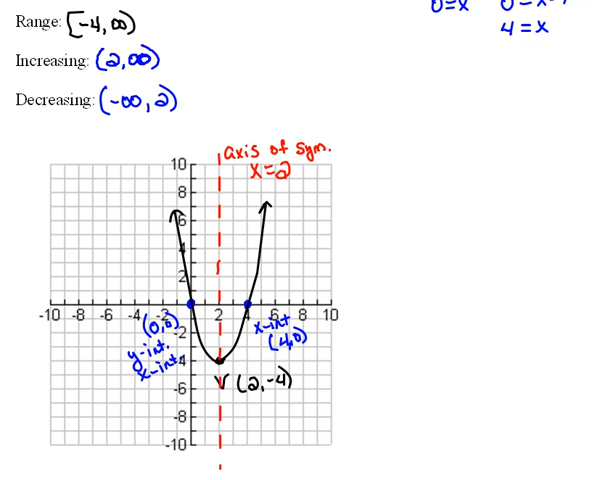 Range: [-4, ∞)
0=x
4=x
Increasing: (2, ∞)
Decreasing: (-∞, 2)
axis of sym.
x=2
10
8
6
4
2
-10 -8 -6 -4 -2 2 4 6 8 10
(0,0)
y-int.
x-int
x-int
(4,0)
-2
-4
-6
-8
-10
V (2,-4)